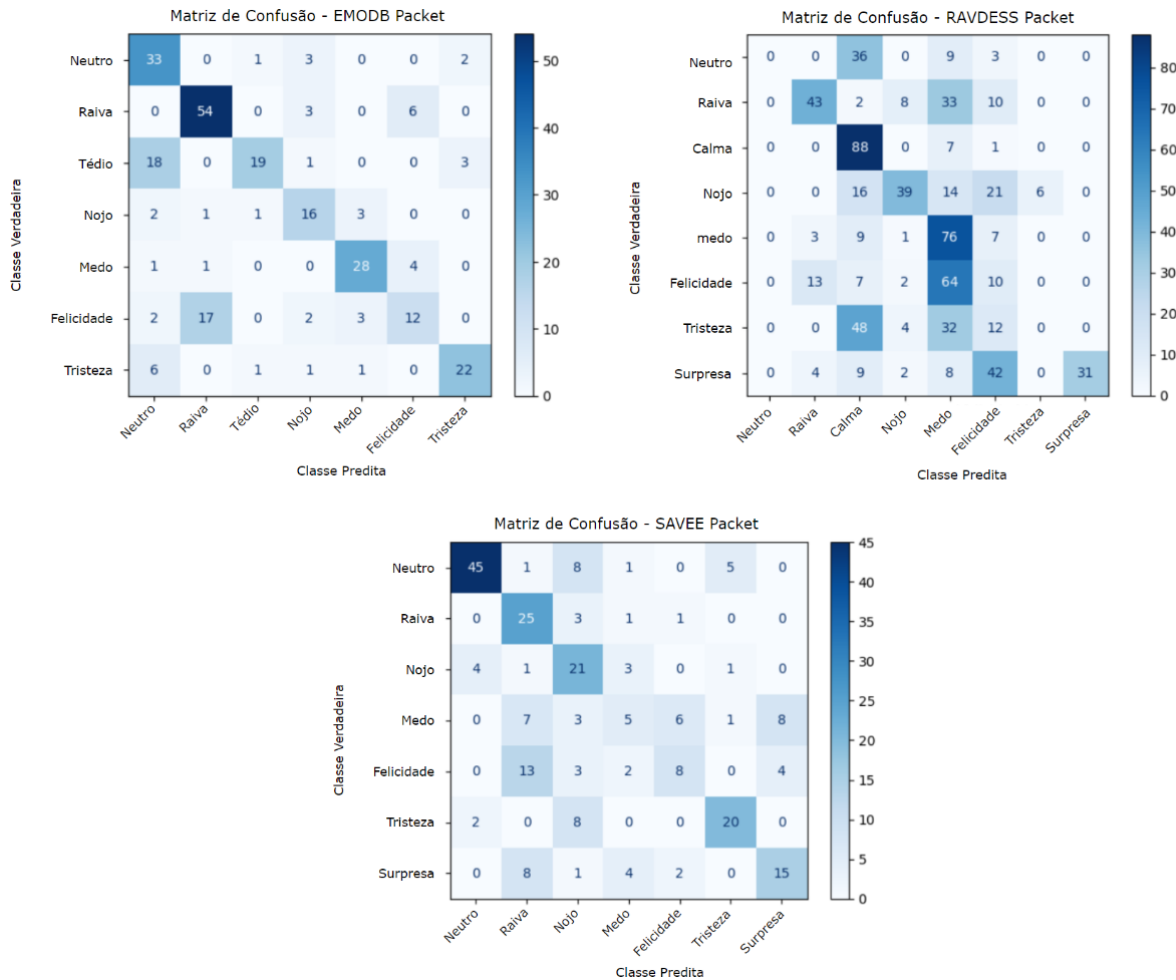 Matriz de Confusão - EMODB Packet
Classe Verdadeira
Neutro 33 0 1 3 0 0 2
Raiva 0 54 0 3 0 6 0
Tédio 18 0 19 1 0 0 3
Nojo 2 1 1 16 3 0 0
Medo 1 1 0 0 28 4 0
Felicidade 2 17 0 2 3 12 0
Tristeza 6 0 1 1 1 0 22
Neutro Raiva Tédio Nojo Medo Felicidade Tristeza
Classe Predita
50
40
30
20
10
0
Matriz de Confusão - RAVDESS Packet
Classe Verdadeira
Neutro 0 0 36 0 9 3 0 0
Raiva 0 43 2 8 33 10 0 0
Calma 0 0 88 0 7 1 0 0
Nojo 0 0 16 39 14 21 6 0
medo 0 3 9 1 76 7 0 0
Felicidade 0 13 7 2 64 10 0 0
Tristeza 0 0 48 4 32 12 0 0
Surpresa 0 4 9 2 8 42 0 31
Neutro Raiva Calma Nojo Medo Felicidade Tristeza Surpresa
Classe Predita
80
70
60
50
40
30
20
10
0
Matriz de Confusão - SAVEE Packet
Classe Verdadeira
Neutro 45 1 8 1 0 5 0
Raiva 0 25 3 1 1 0 0
Nojo 4 1 21 3 0 1 0
Medo 0 7 3 5 6 1 8
Felicidade 0 13 3 2 8 0 4
Tristeza 2 0 8 0 0 20 0
Surpresa 0 8 1 4 2 0 15
Neutro Raiva Nojo Medo Felicidade Tristeza Surpresa
Classe Predita
45
40
35
30
25
20
15
10
5
0